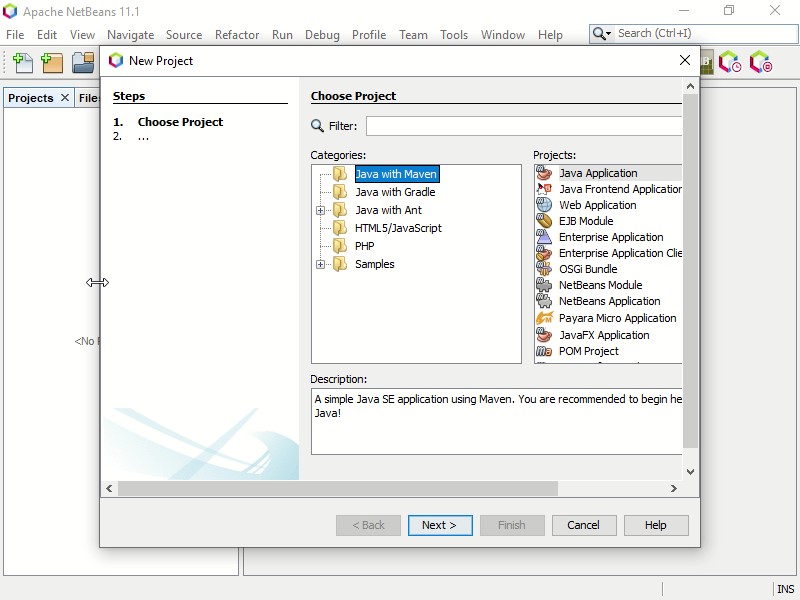 Apache NetBeans 11.1
File Edit View Navigate Source Refactor Run Debug Profile Team Tools Window Help
Search (Ctrl+I)
Projects
Files
<No
New Project
Steps
1. Choose Project
2. ...
Choose Project
Filter:
Categories:
Java with Maven
Java with Gradle
Java with Ant
HTML5/JavaScript
PHP
Samples
Projects:
Java Application
Java Frontend Application
Web Application
EJB Module
Enterprise Application
Enterprise Application Clie
OSGi Bundle
NetBeans Module
NetBeans Application
Payara Micro Application
JavaFX Application
POM Project
Description:
A simple Java SE application using Maven. You are recommended to begin he
Java!
< Back
Next >
Finish
Cancel
Help
INS